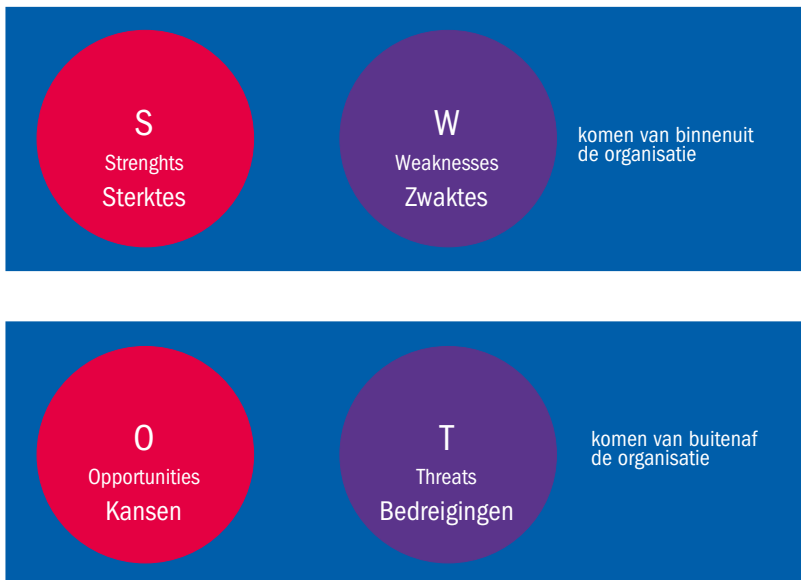 S
Strenghts
Sterktes
W
Weaknesses
Zwaktes
komen van binnenuit
de organisatie
O
Opportunities
Kansen
T
Threats
Bedreigingen
komen van buitenaf
de organisatie